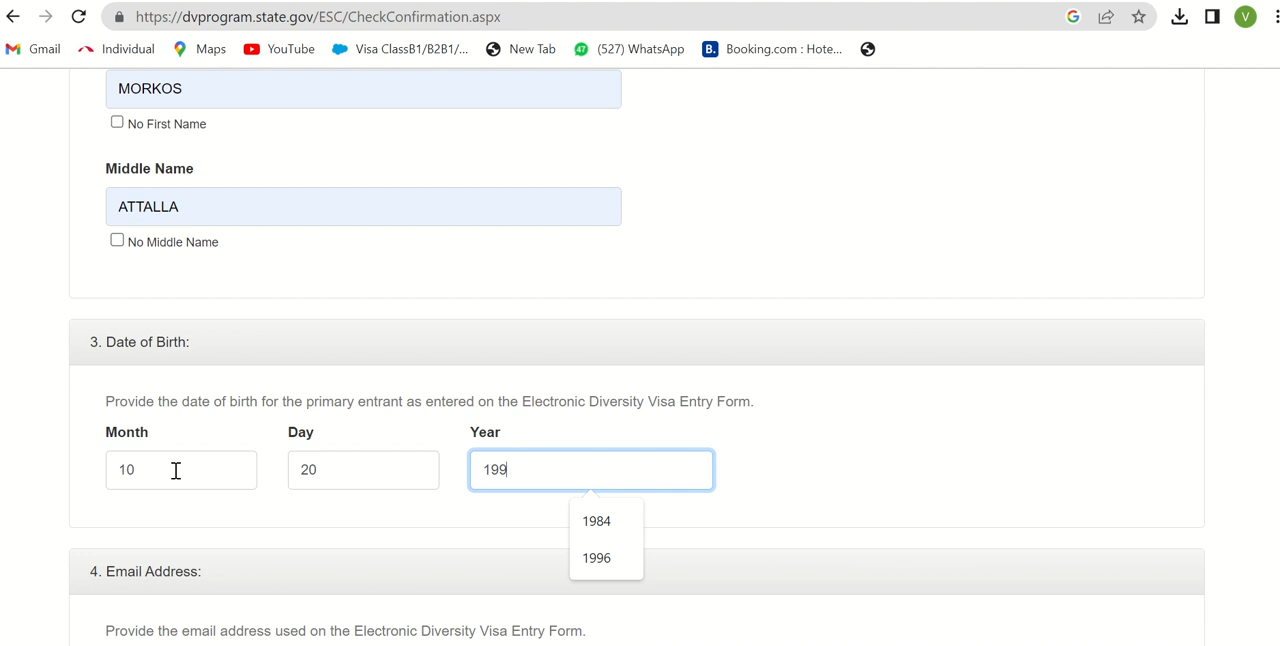 https://dvprogram.state.gov/ESC/CheckConfirmation.aspx
V
Gmail
Individual
Maps
YouTube
Visa ClassB1/B2B1/...
New Tab
47
(527) WhatsApp
B.
Booking.com : Hote...
MORKOS
No First Name
Middle Name
ATTALLA
No Middle Name
3. Date of Birth:
Provide the date of birth for the primary entrant as entered on the Electronic Diversity Visa Entry Form.
Month Day Year
10 20 199
1984
1996
4. Email Address:
Provide the email address used on the Electronic Diversity Visa Entry Form.